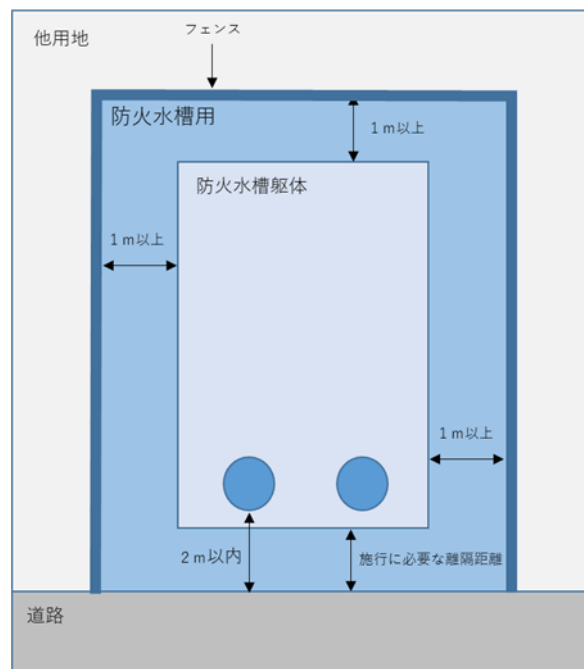 他用地
フェンス
防火水槽用
1ｍ以上
防火水槽躯体
1ｍ以上
1ｍ以上
2ｍ以内
施行に必要な離隔距離
道路